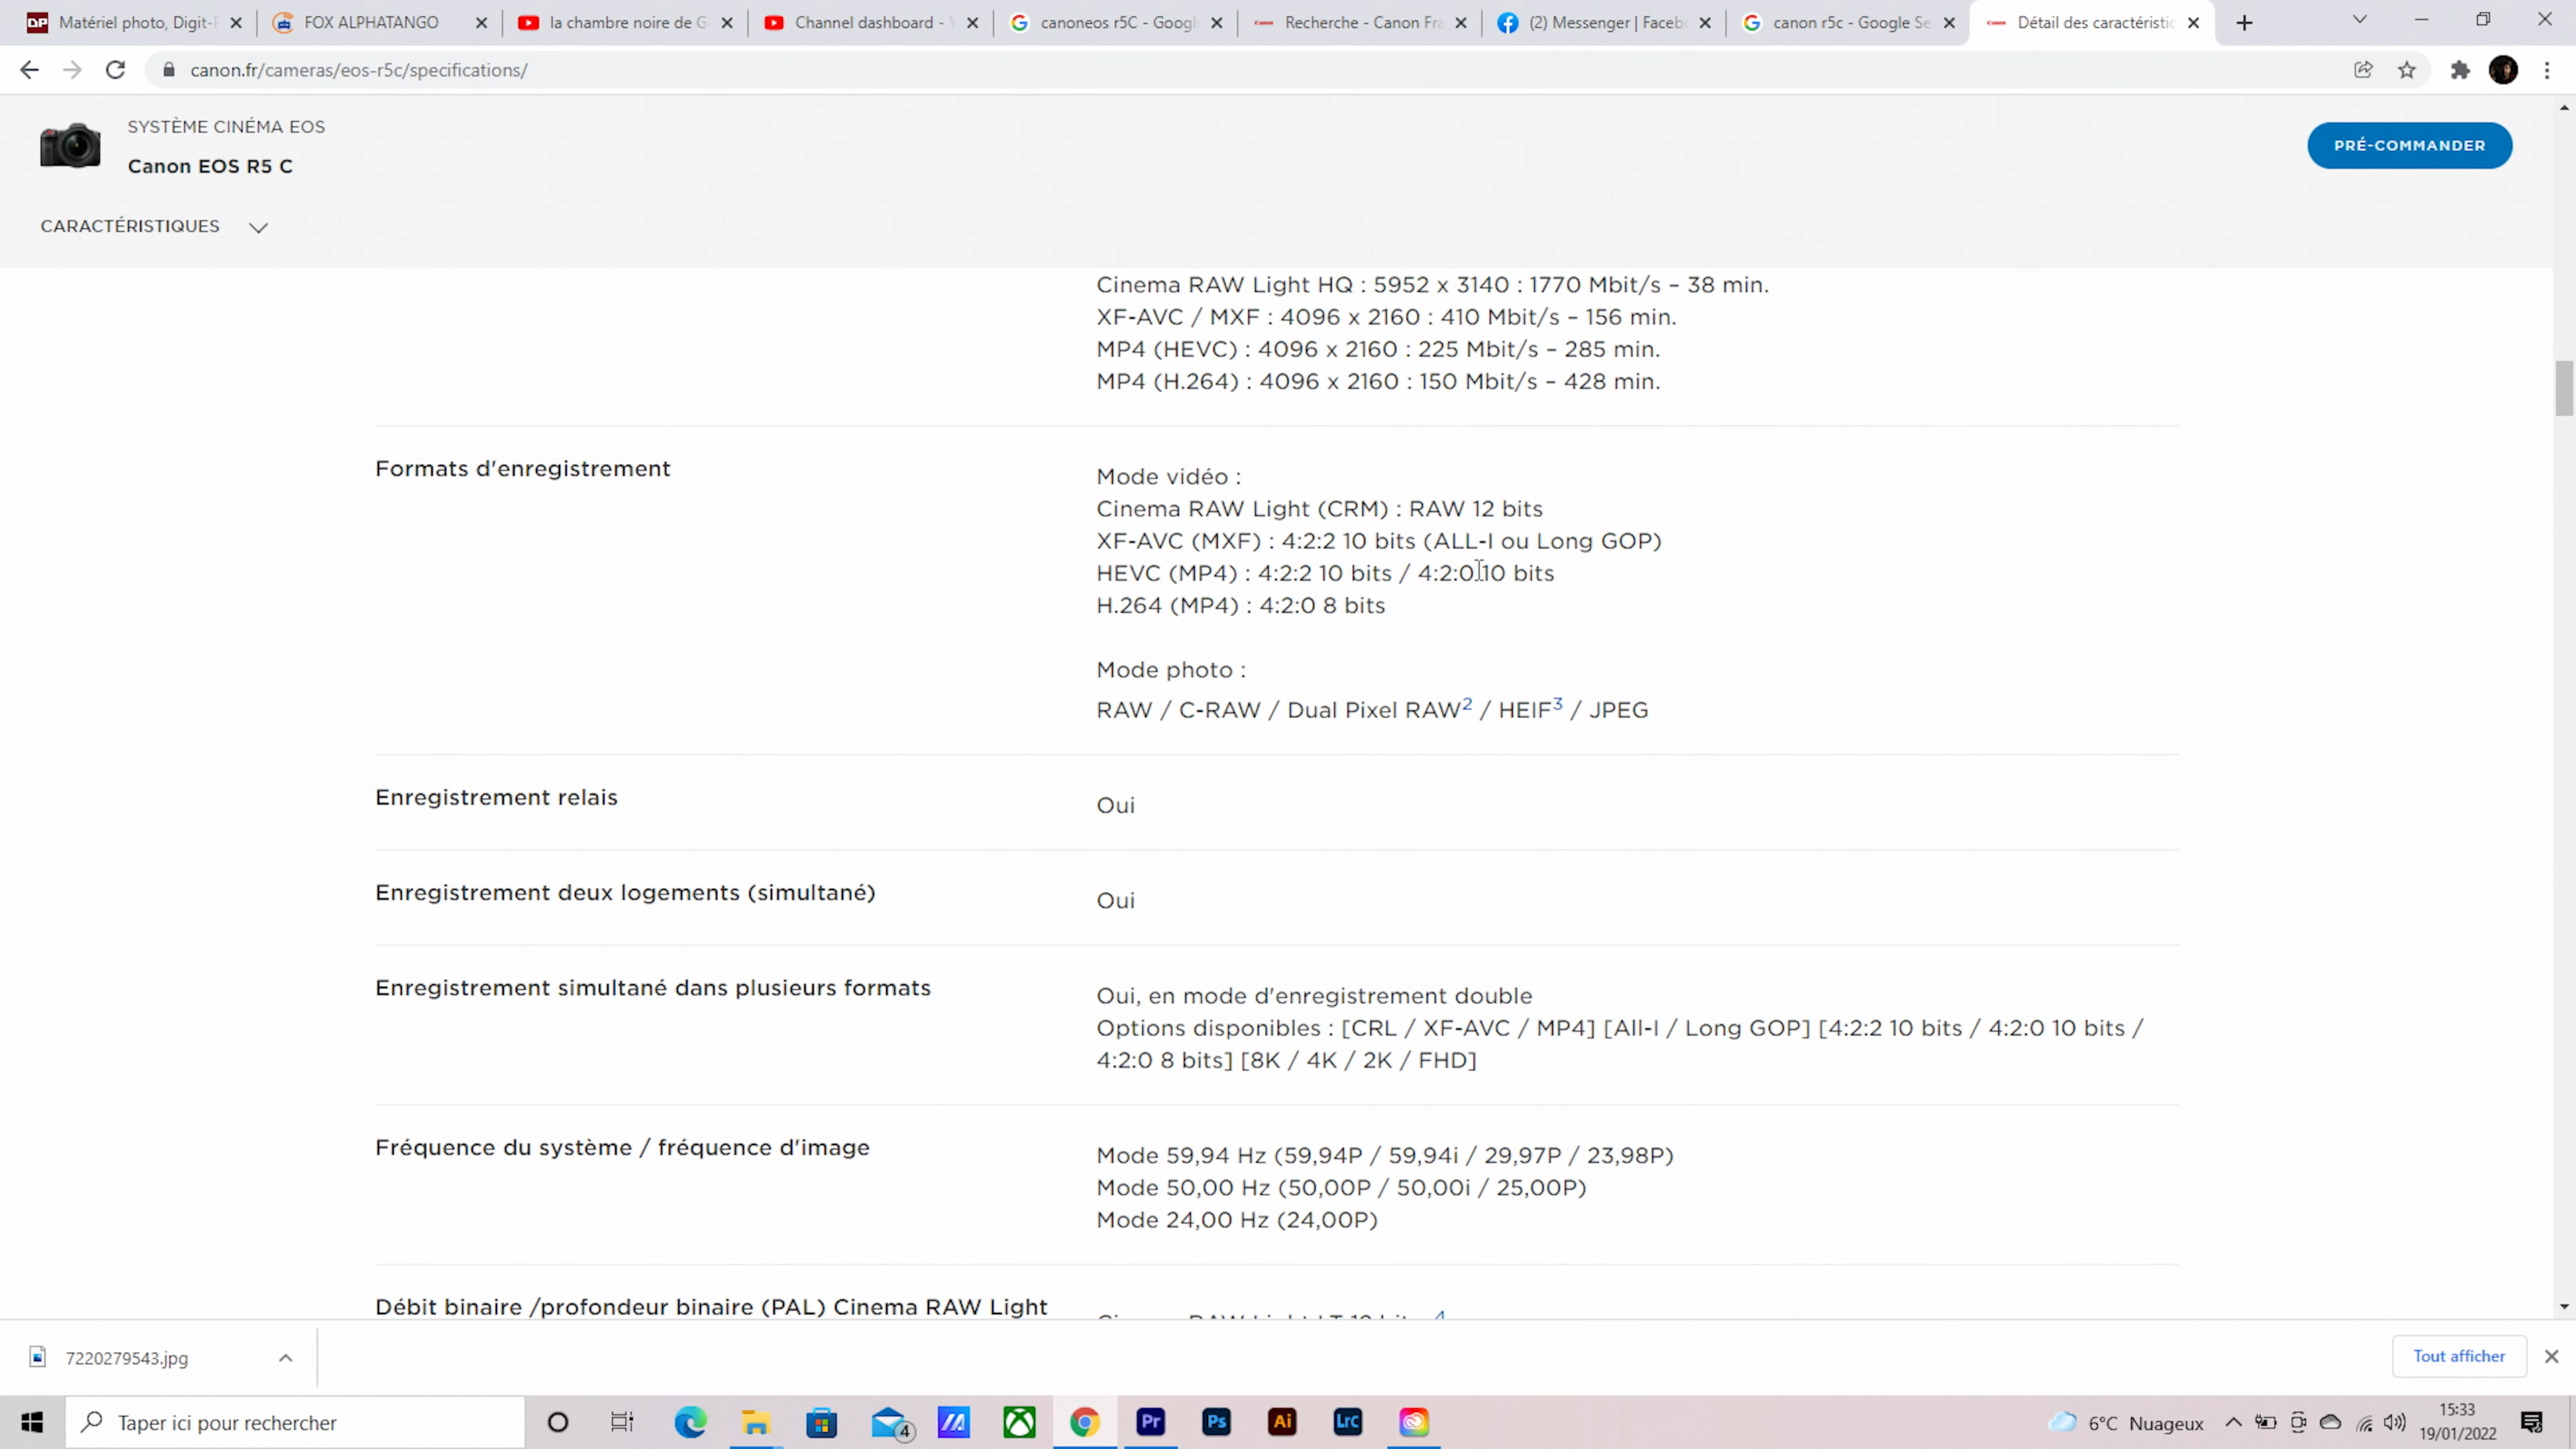 Matériel photo, Digit-P
FOX ALPHATANGO
la chambre noire de G
Channel dashboard - Y
canoneos r5C - Google
Recherche - Canon Fra
(2) Messenger | Facebo
canon r5c - Google Se
Détail des caractéristic
canon.fr/cameras/eos-r5c/specifications/
SYSTÈME CINÉMA EOS
Canon EOS R5 C
PRÉ-COMMANDER
CARACTÉRISTIQUES
Cinema RAW Light HQ : 5952 x 3140 : 1770 Mbit/s – 38 min.
XF-AVC / MXF : 4096 x 2160 : 410 Mbit/s – 156 min.
MP4 (HEVC) : 4096 x 2160 : 225 Mbit/s – 285 min.
MP4 (H.264) : 4096 x 2160 : 150 Mbit/s – 428 min.
Formats d'enregistrement
Mode vidéo :
Cinema RAW Light (CRM) : RAW 12 bits
XF-AVC (MXF) : 4:2:2 10 bits (ALL-I ou Long GOP)
HEVC (MP4) : 4:2:2 10 bits / 4:2:0 10 bits
H.264 (MP4) : 4:2:0 8 bits
Mode photo :
RAW / C-RAW / Dual Pixel RAW2 / HEIF3 / JPEG
Enregistrement relais
Oui
Enregistrement deux logements (simultané)
Oui
Enregistrement simultané dans plusieurs formats
Oui, en mode d'enregistrement double
Options disponibles : [CRL / XF-AVC / MP4] [All-I / Long GOP] [4:2:2 10 bits / 4:2:0 10 bits /
4:2:0 8 bits] [8K / 4K / 2K / FHD]
Fréquence du système / fréquence d'image
Mode 59,94 Hz (59,94P / 59,94i / 29,97P / 23,98P)
Mode 50,00 Hz (50,00P / 50,00i / 25,00P)
Mode 24,00 Hz (24,00P)
Débit binaire /profondeur binaire (PAL) Cinema RAW Light
7220279543.jpg
Tout afficher
Taper ici pour rechercher
4
Pr
Ps
Ai
Lrc
6°C Nuageux
15:33
19/01/2022